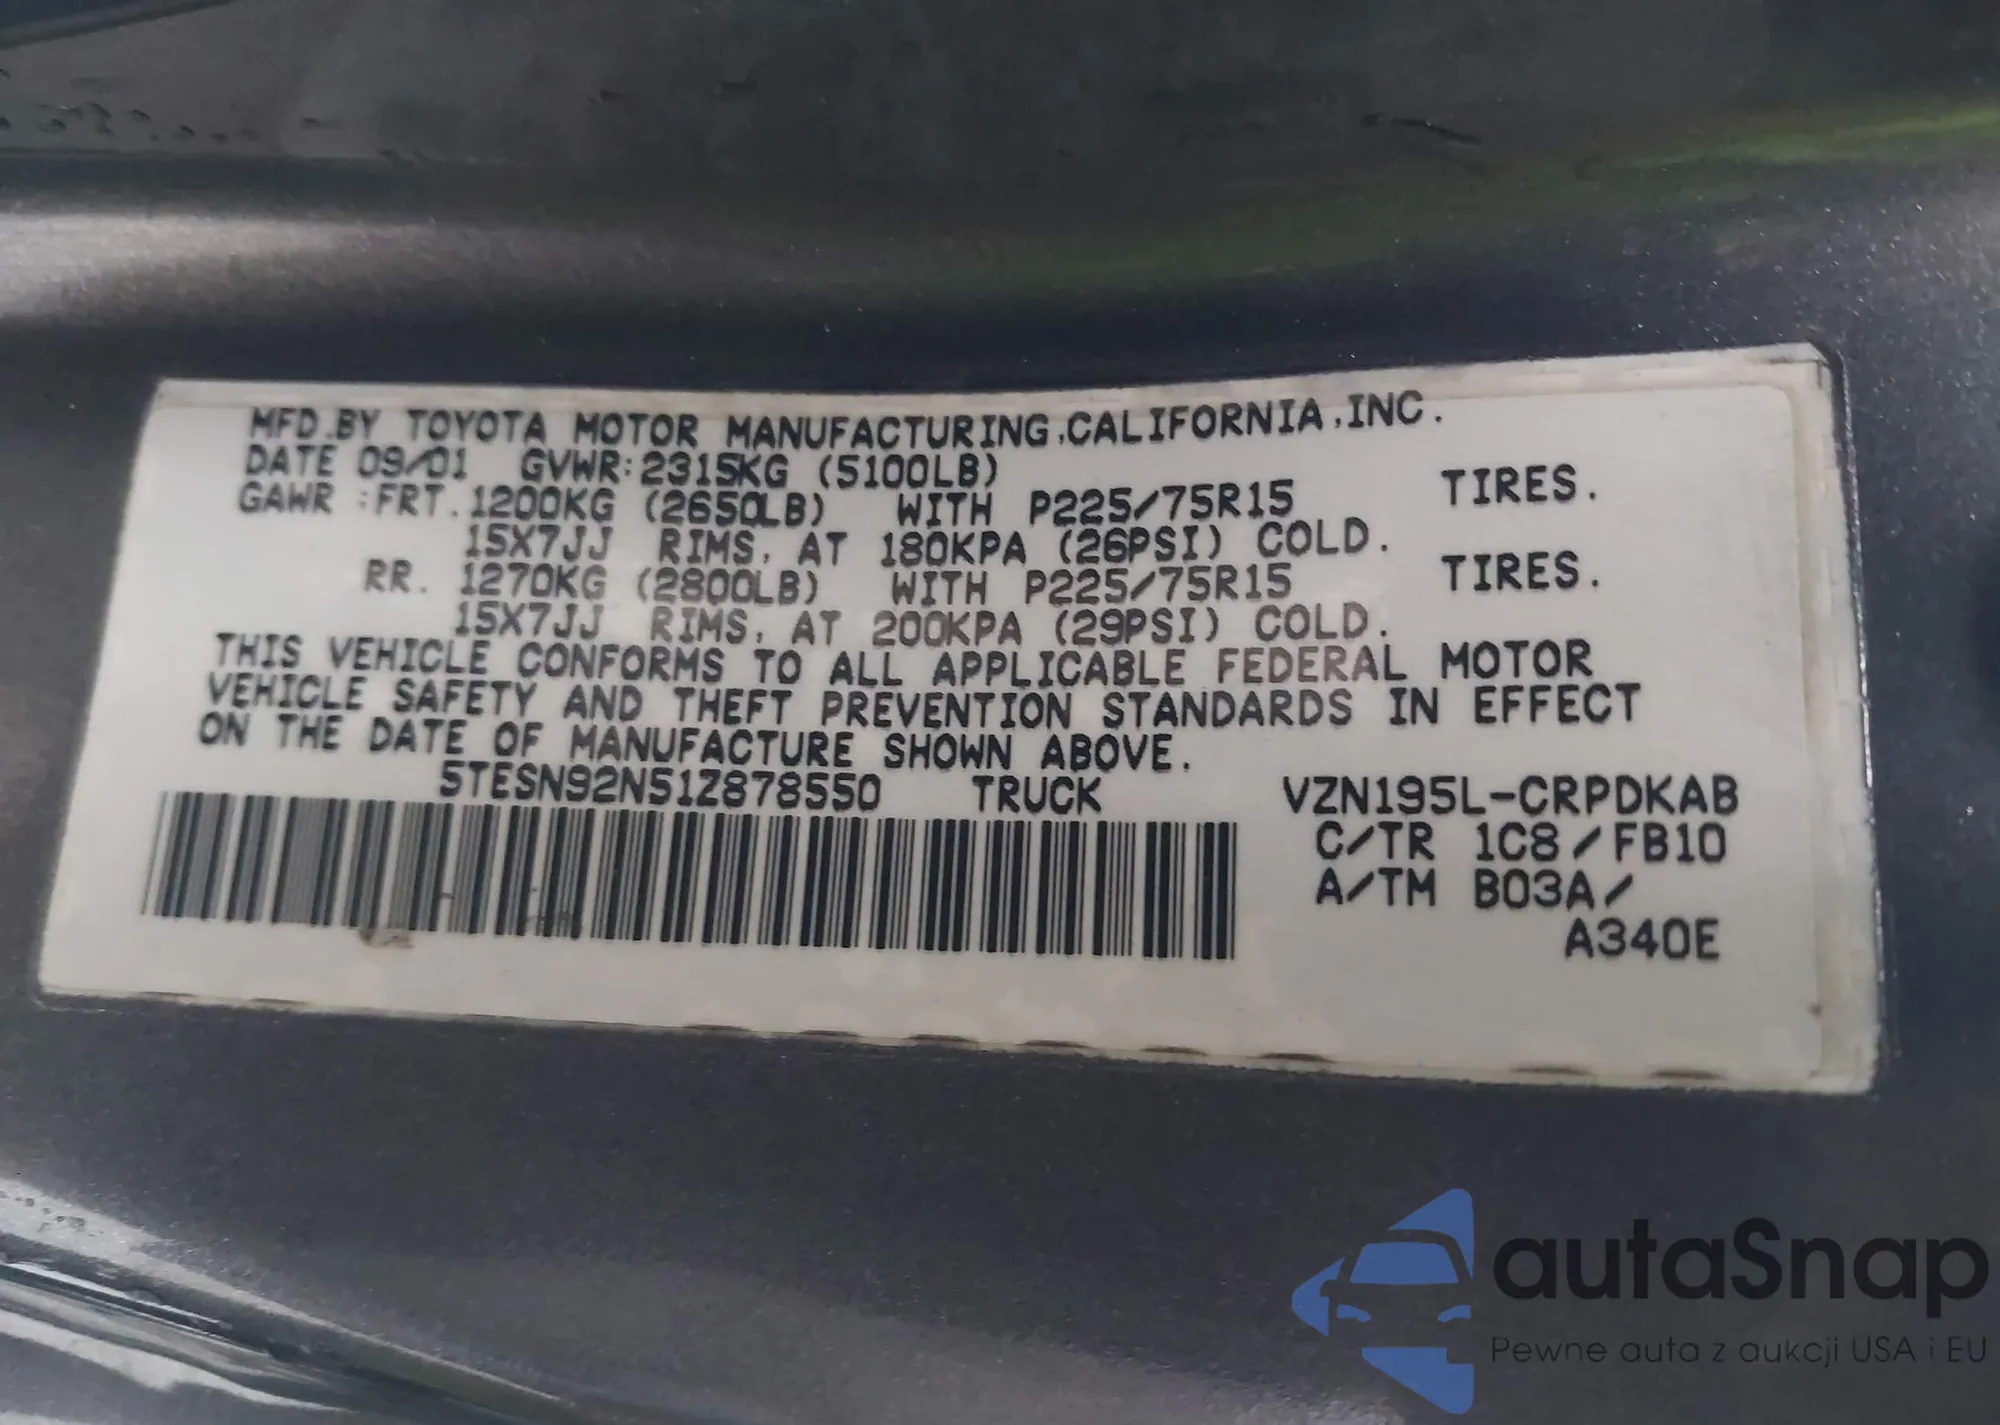 MFD.BY TOYOTA MOTOR MANUFACTURING,CALIFORNIA,INC.
DATE 09/01 GVWR:2315KG (5100LB)
GAWR :FRT. 1200KG (2650LB) WITH P225/75R15 TIRES.
15X7JJ RIMS, AT 180KPA (26PSI) COLD.
RR. 1270KG (2800LB) WITH P225/75R15 TIRES.
15X7JJ RIMS, AT 200KPA (29PSI) COLD.
THIS VEHICLE CONFORMS TO ALL APPLICABLE FEDERAL MOTOR
VEHICLE SAFETY AND THEFT PREVENTION STANDARDS IN EFFECT
ON THE DATE OF MANUFACTURE SHOWN ABOVE.
5TESN92N51Z878550 TRUCK VZN195L-CRPDKAB
C/TR 1C8/FB10
A/TM B03A/
A340E
autaSnap
Pewne auta z aukcji USA i EU